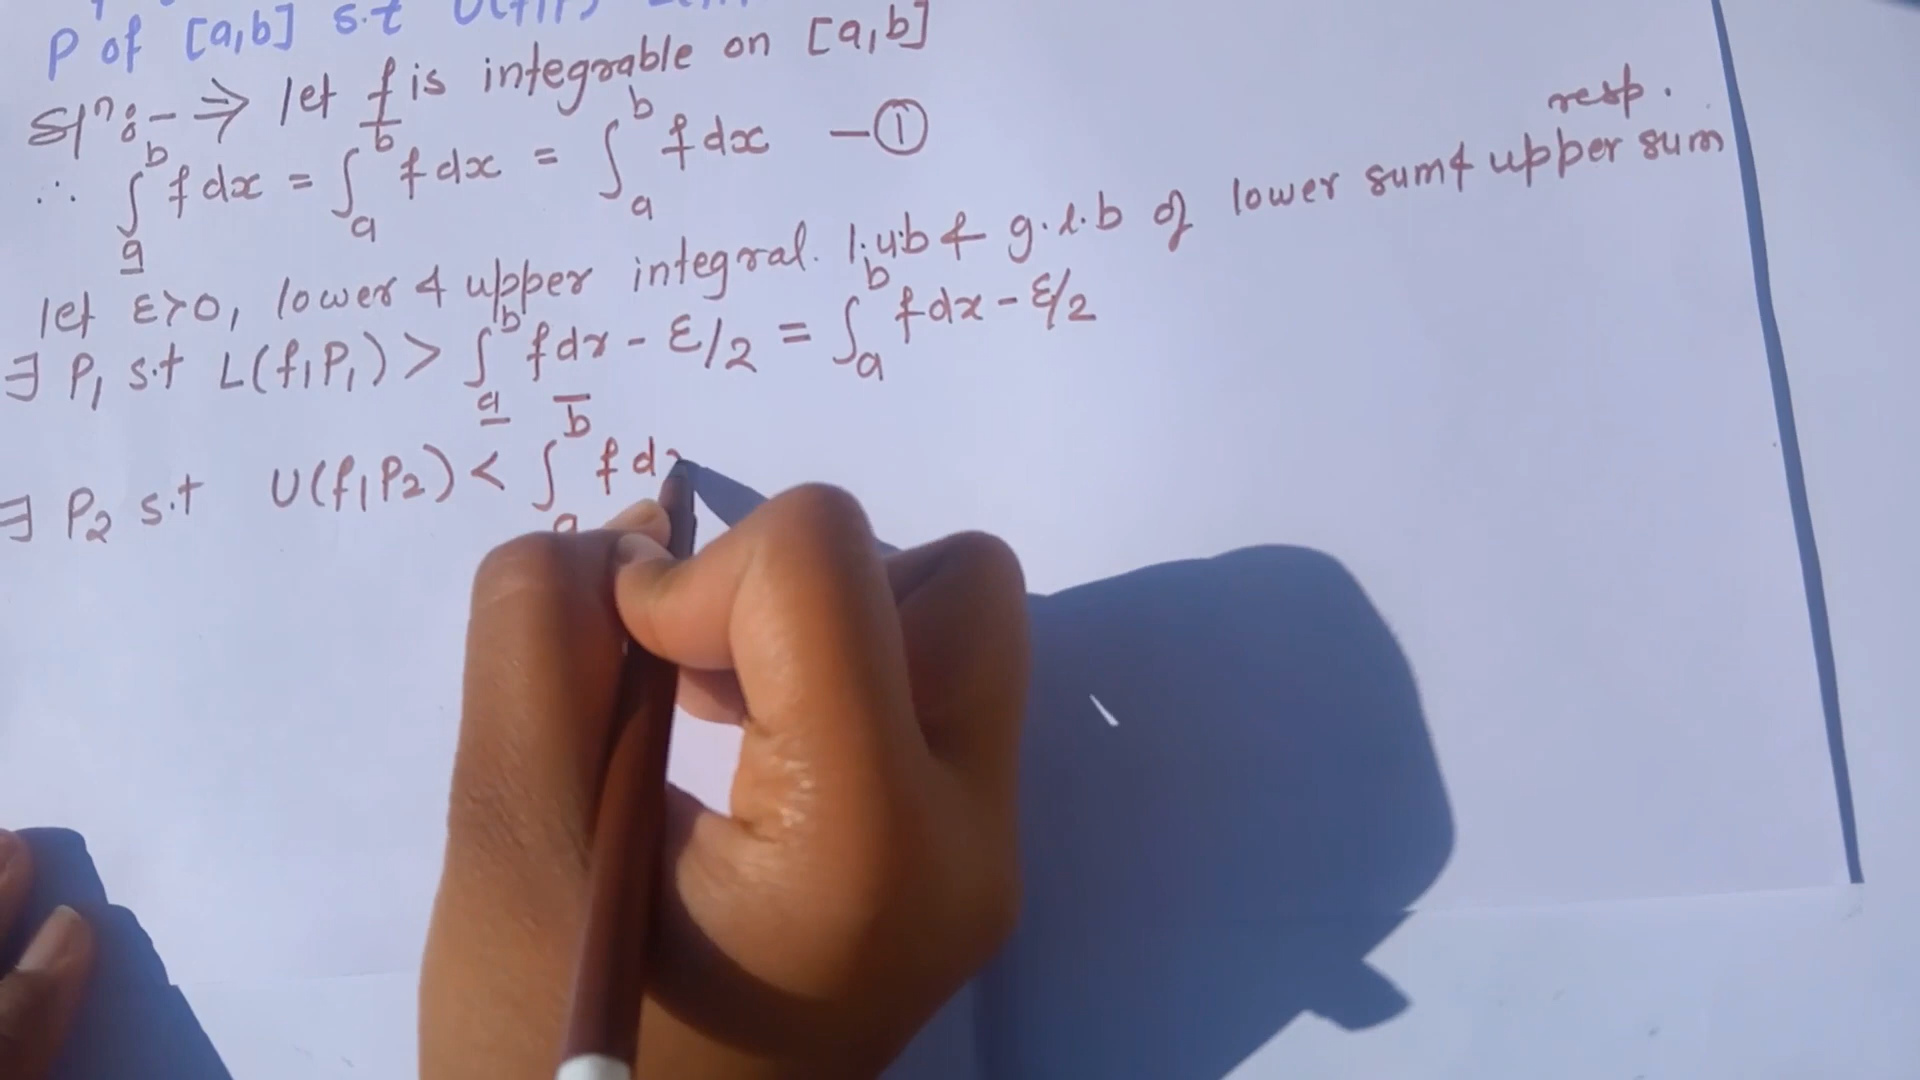 P of [a,b] s.t U(f,P)
Sol^n:- ⇒ let f is integrable on [a,b]
∴ ∫_a̲^b f dx = ∫_a^b̅ f dx = ∫_a^b f dx —①
resp.
let ε>0, lower & upper integral. l.u.b & g.l.b of lower sum & upper sum
∃ P₁ s.t L(f,P₁) > ∫_a̲^b f dx - ε/2 = ∫_a^b f dx - ε/2
∃ P₂ s.t U(f,P₂) < ∫_a^b̅ f dx